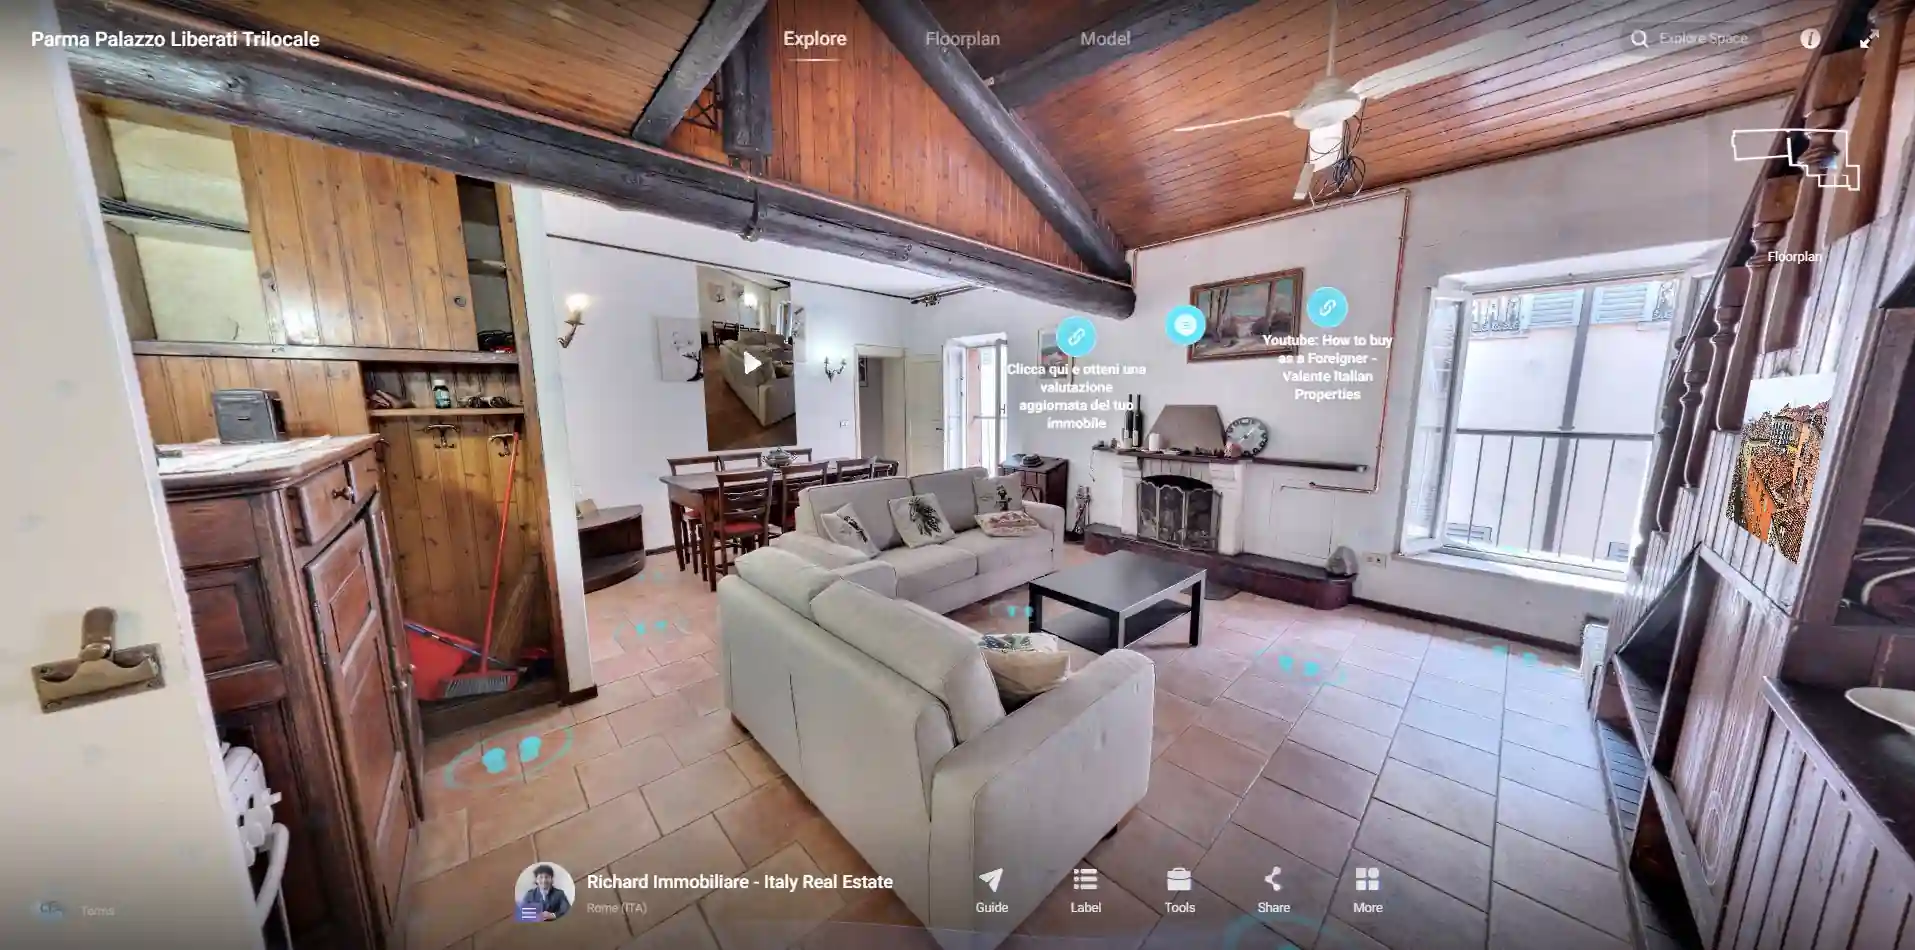 Parma Palazzo Liberati Trilocale
Explore
Floorplan
Model
Explore Space
Floorplan
Clicca qui e ottieni una
valutazione
aggiornata del tuo
immobile
Youtube: How to buy
as a Foreigner -
Valente Italian
Properties
Richard Immobiliare - Italy Real Estate
Rome (ITA)
Guide
Label
Tools
Share
More
Terms